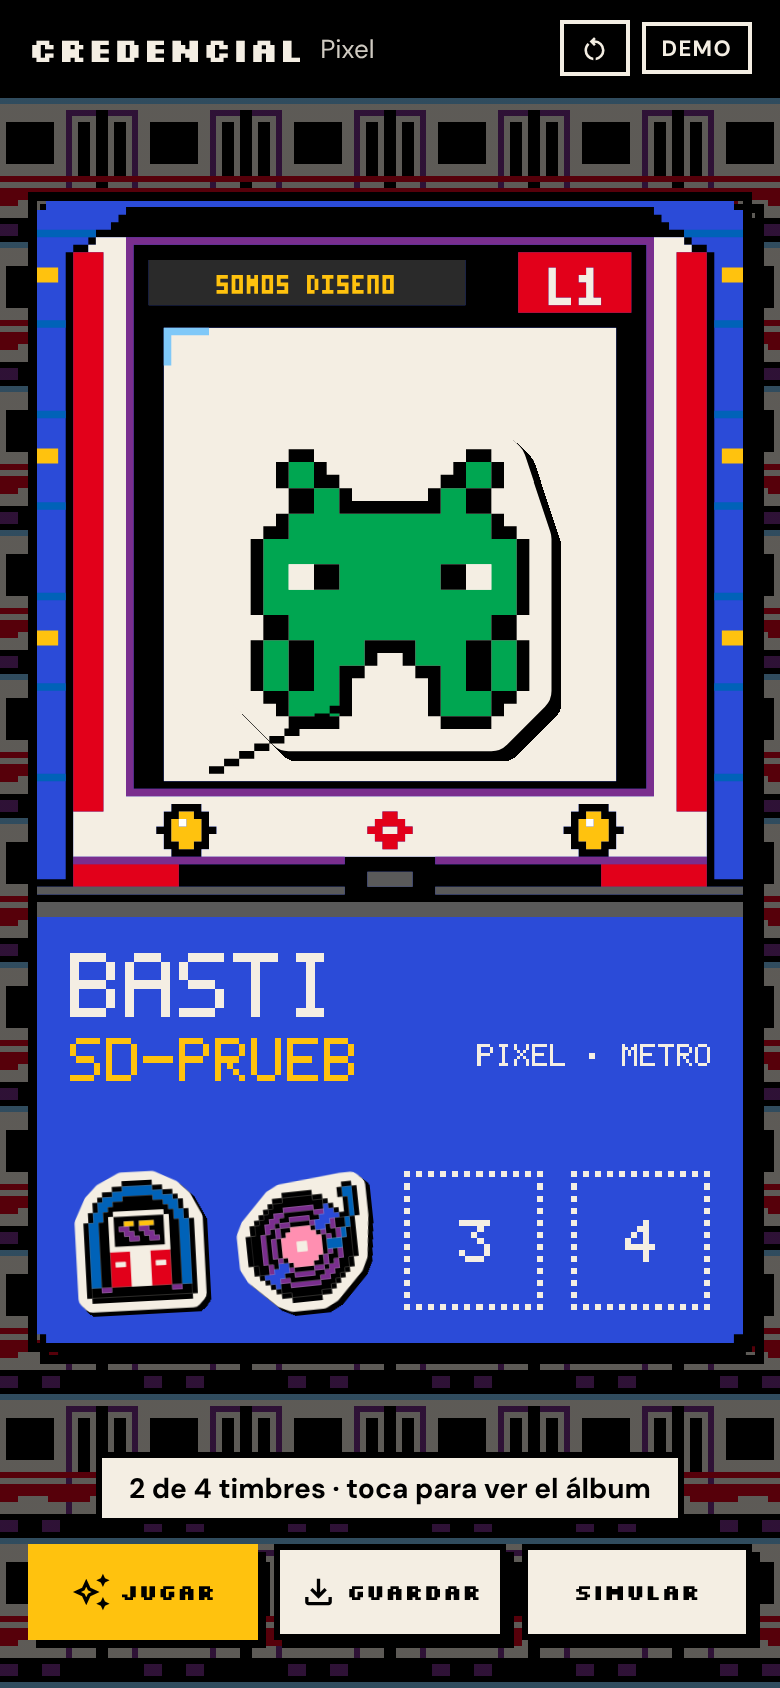 CREDENCIAL Pixel
DEMO
SOMOS DISENO
L1
BASTI
SD-PRUEB
PIXEL · METRO
3
4
2 de 4 timbres · toca para ver el álbum
JUGAR
GUARDAR
SIMULAR